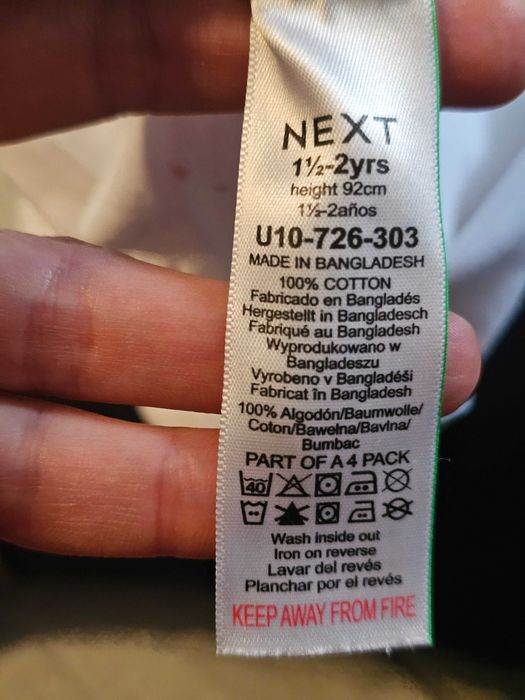 NEXT
1½-2yrs
height 92cm
1½-2años
U10-726-303
MADE IN BANGLADESH
100% COTTON
Fabricado en Bangladés
Hergestellt in Bangladesch
Fabriqué au Bangladesh
Wyprodukowano w
Bangladeszu
Vyrobeno v Bangladéši
Fabricat în Bangladesh
100% Algodón/Baumwolle/
Coton/Bawełna/Bavlna/
Bumbac
PART OF A 4 PACK
40
Wash inside out
Iron on reverse
Lavar del revés
Planchar por el revés
KEEP AWAY FROM FIRE